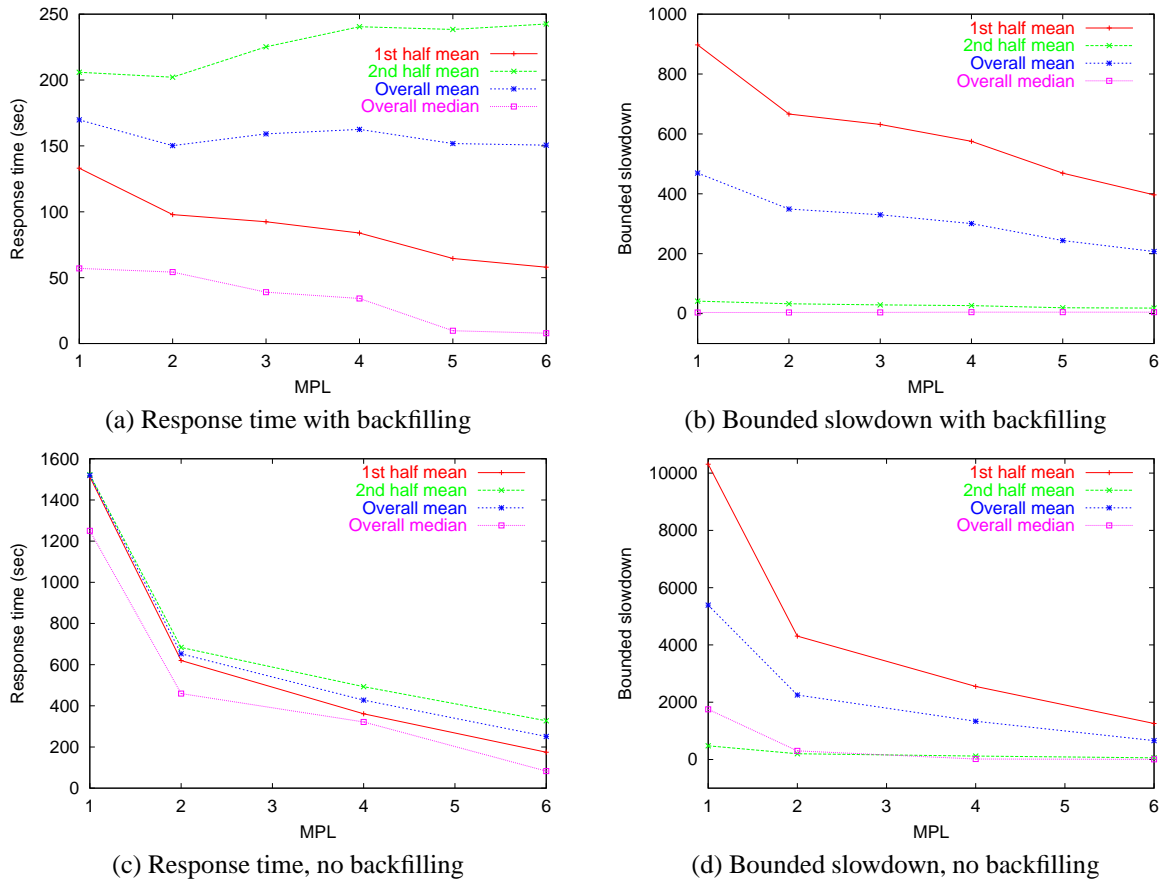 250
200
150
100
50
0
Response time (sec)
1st half mean
2nd half mean
Overall mean
Overall median
1 2 3 4 5 6
MPL
(a) Response time with backfilling
1000
800
600
400
200
0
Bounded slowdown
1st half mean
2nd half mean
Overall mean
Overall median
1 2 3 4 5 6
MPL
(b) Bounded slowdown with backfilling
1600
1400
1200
1000
800
600
400
200
0
Response time (sec)
1st half mean
2nd half mean
Overall mean
Overall median
1 2 3 4 5 6
MPL
(c) Response time, no backfilling
10000
8000
6000
4000
2000
0
Bounded slowdown
1st half mean
2nd half mean
Overall mean
Overall median
1 2 3 4 5 6
MPL
(d) Bounded slowdown, no backfilling